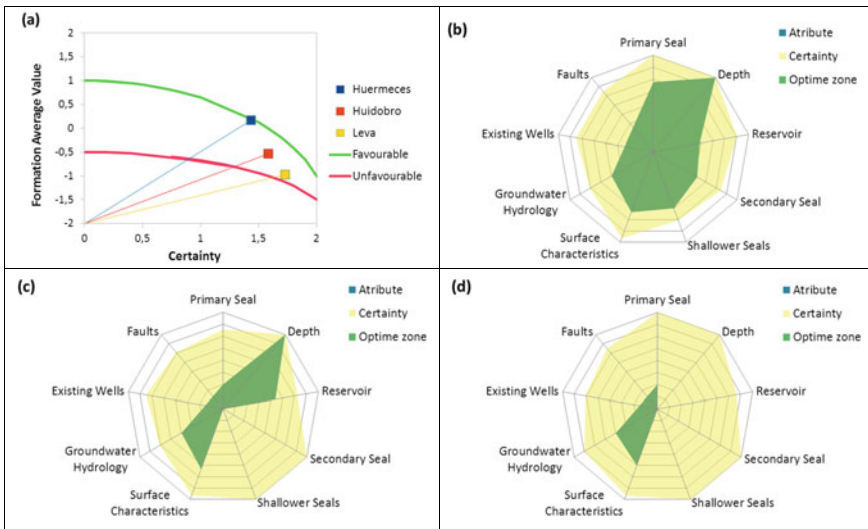 (a)
2
1,5
1
0,5
0
-0,5
-1
-1,5
-2
0
0,5
1
1,5
2
Formation Average Value
Certainty
Huermeces
Huidobro
Leva
Favourable
Unfavourable
(b)
Primary Seal
Depth
Reservoir
Secondary Seal
Shallower Seals
Surface
Characteristics
Groundwater
Hydrology
Existing Wells
Faults
Atribute
Certainty
Optime zone
(c)
Primary Seal
Depth
Reservoir
Secondary Seal
Shallower Seals
Surface
Characteristics
Groundwater
Hydrology
Existing Wells
Faults
Atribute
Certainty
Optime zone
(d)
Primary Seal
Depth
Reservoir
Secondary Seal
Shallower Seals
Surface
Characteristics
Groundwater
Hydrology
Existing Wells
Faults
Atribute
Certainty
Optime zone